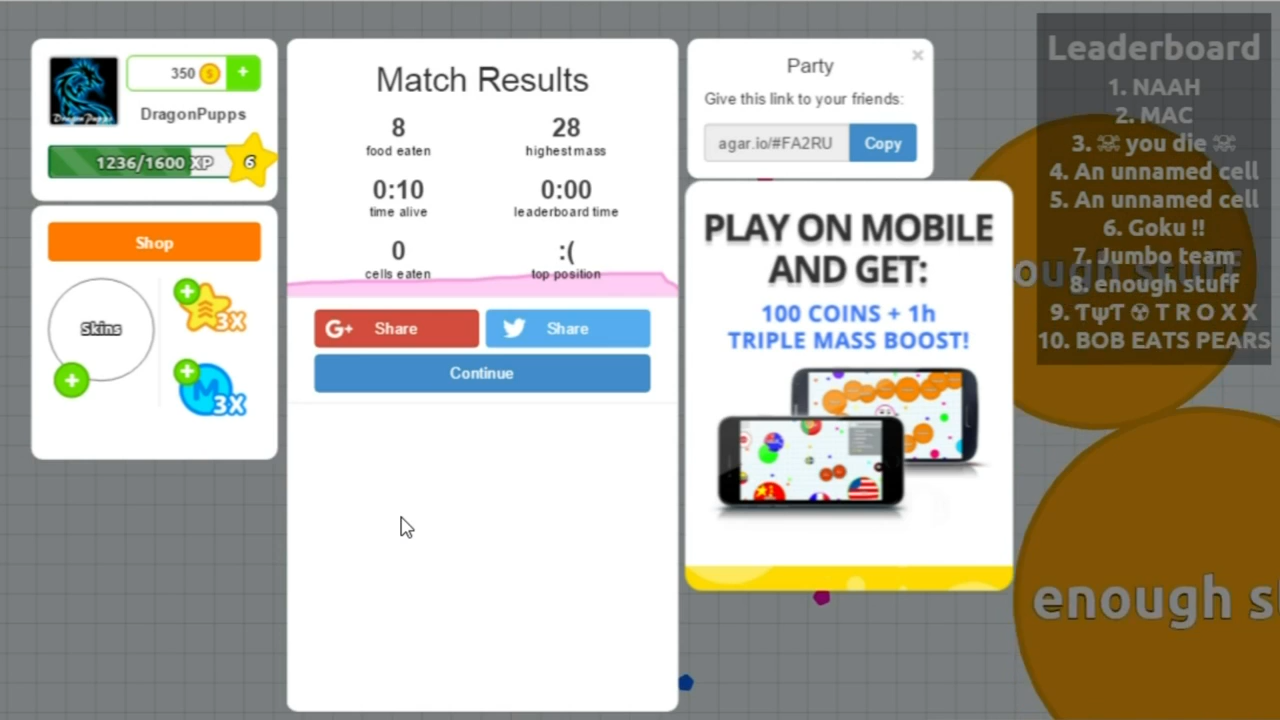 350
DragonPupps
1236/1600 XP
6
Shop
Skins
3X
M
3X
Match Results
8
food eaten
28
highest mass
0:10
time alive
0:00
leaderboard time
0
cells eaten
:(
top position
G+ Share
Share
Continue
Party
×
Give this link to your friends:
agar.io/#FA2RU
Copy
PLAY ON MOBILE
AND GET:
100 COINS + 1h
TRIPLE MASS BOOST!
Leaderboard
1. NAAH
2. MAC
3. ☠ you die ☠
4. An unnamed cell
5. An unnamed cell
6. Goku !!
7. Jumbo team
8. enough stuff
9. ƬψƬ ☢ T R O X X
10. BOB EATS PEARS
ough stuff
enough s